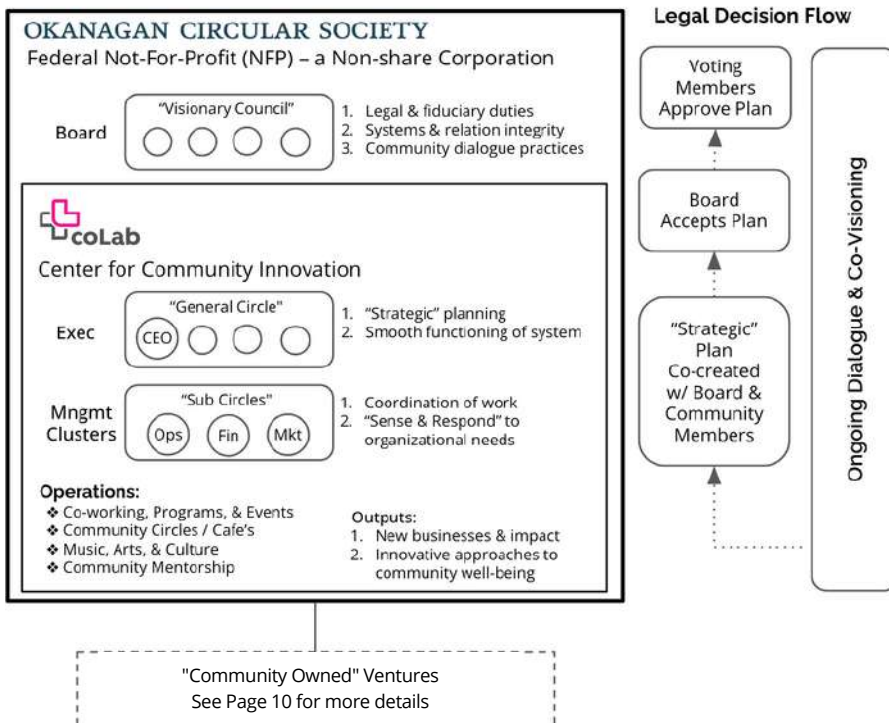 OKANAGAN CIRCULAR SOCIETY
Federal Not-For-Profit (NFP) – a Non-share Corporation
Board
"Visionary Council"
1. Legal & fiduciary duties
2. Systems & relation integrity
3. Community dialogue practices
coLab
Center for Community Innovation
Exec
"General Circle"
CEO
1. "Strategic" planning
2. Smooth functioning of system
Mngmt
Clusters
"Sub Circles"
Ops
Fin
Mkt
1. Coordination of work
2. "Sense & Respond" to
organizational needs
Operations:
❖ Co-working, Programs, & Events
❖ Community Circles / Cafe's
❖ Music, Arts, & Culture
❖ Community Mentorship
Outputs:
1. New businesses & impact
2. Innovative approaches to
community well-being
"Community Owned" Ventures
See Page 10 for more details
Legal Decision Flow
Voting
Members
Approve Plan
Board
Accepts Plan
"Strategic"
Plan
Co-created
w/ Board &
Community
Members
Ongoing Dialogue & Co-Visioning